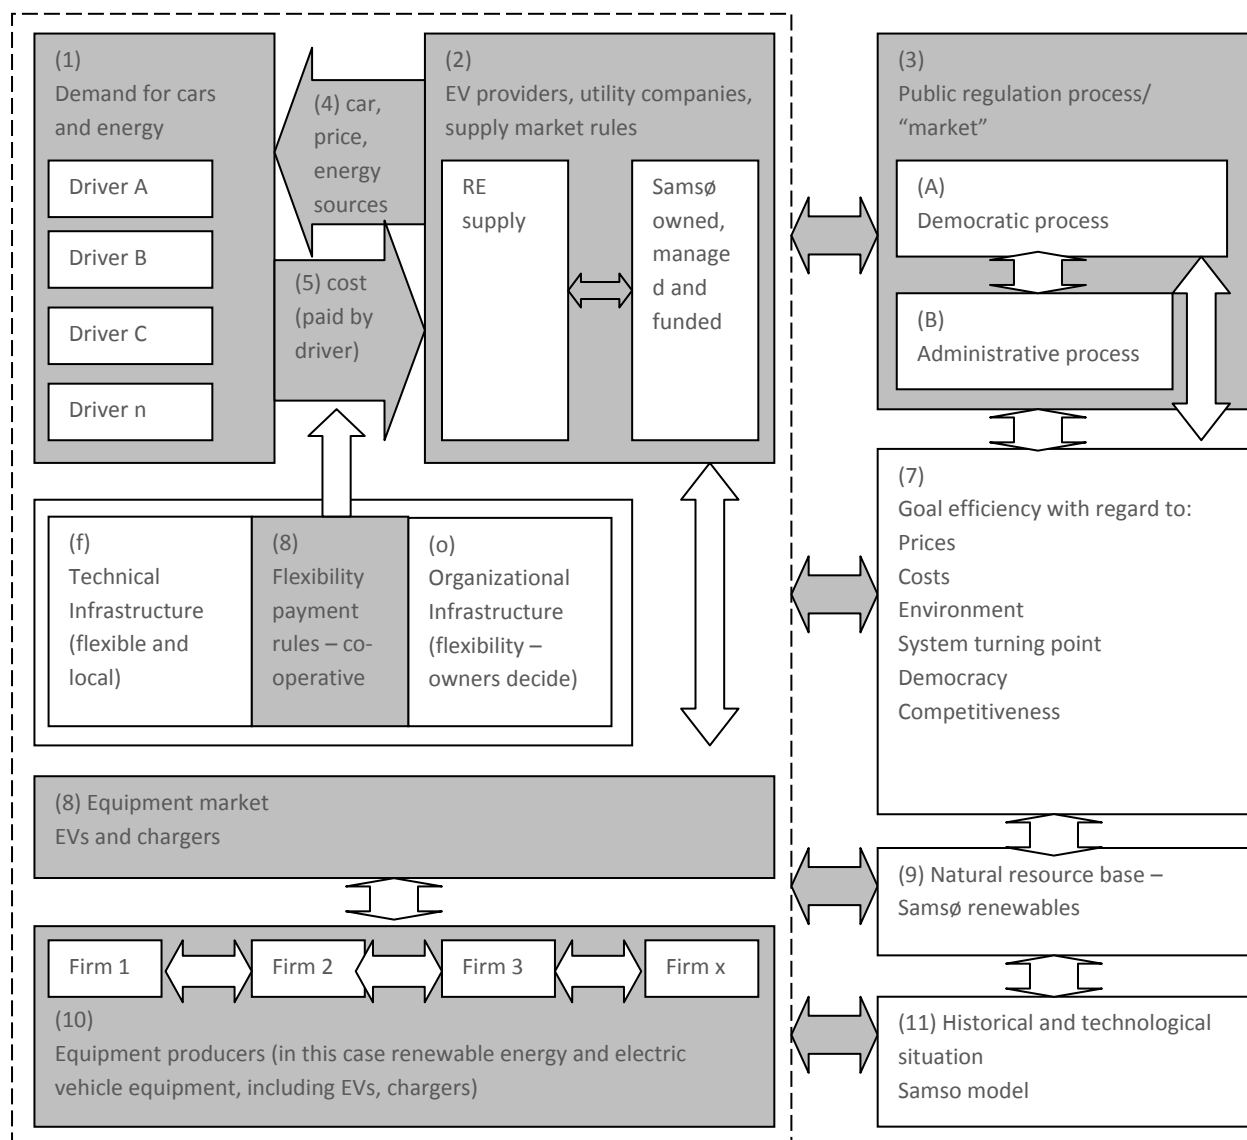 (1)
Demand for cars
and energy
Driver A
Driver B
Driver C
Driver n
(4) car,
price,
energy
sources
(5) cost
(paid by
driver)
(2)
EV providers, utility companies,
supply market rules
RE
supply
Samsø
owned,
manage
d and
funded
(3)
Public regulation process/
“market”
(A)
Democratic process
(B)
Administrative process
(f)
Technical
Infrastructure
(flexible and
local)
(8)
Flexibility
payment
rules – co-
operative
(o)
Organizational
Infrastructure
(flexibility –
owners decide)
(7)
Goal efficiency with regard to:
Prices
Costs
Environment
System turning point
Democracy
Competitiveness
(8) Equipment market
EVs and chargers
(9) Natural resource base –
Samsø renewables
Firm 1
Firm 2
Firm 3
Firm x
(10)
Equipment producers (in this case renewable energy and electric
vehicle equipment, including EVs, chargers)
(11) Historical and technological
situation
Samso model